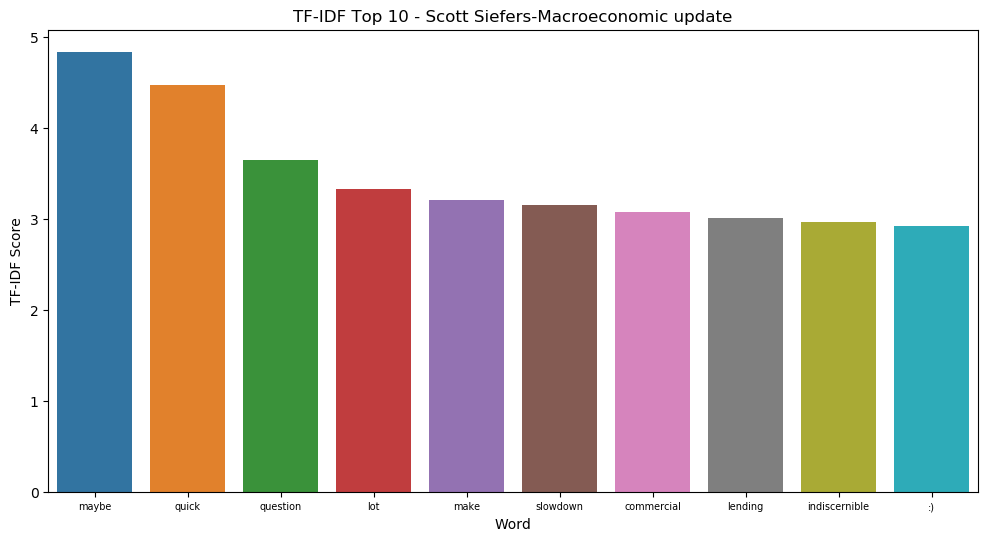 TF-IDF Top 10 - Scott Siefers-Macroeconomic update
TF-IDF Score
5
4
3
2
1
0
maybe quick question lot make slowdown commercial lending indiscernible :)
Word